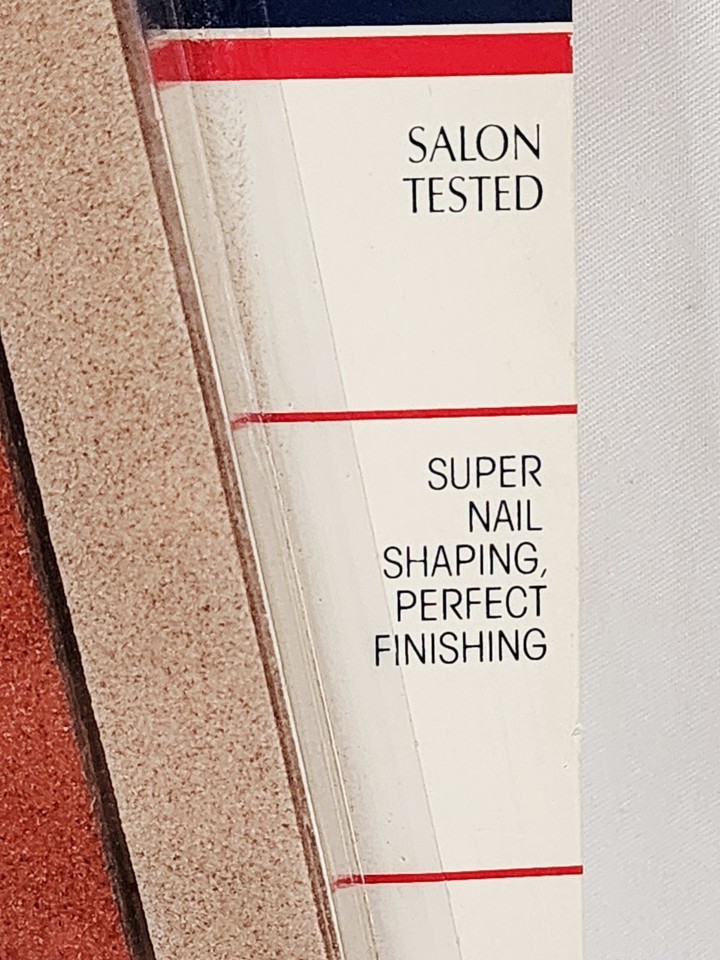 SALON
TESTED
SUPER
NAIL
SHAPING,
PERFECT
FINISHING